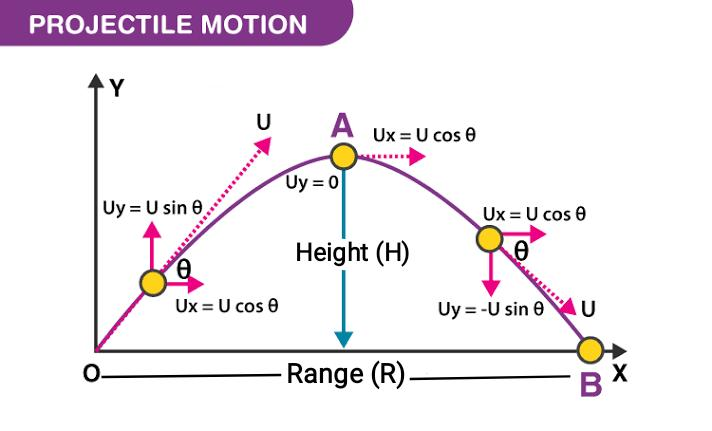 PROJECTILE MOTION
Y
U
A
Ux = U cos θ
Uy = 0
Uy = U sin θ
Ux = U cos θ
Height (H)
θ
θ
Ux = U cos θ
Uy = -U sin θ
U
O
Range (R)
B
X